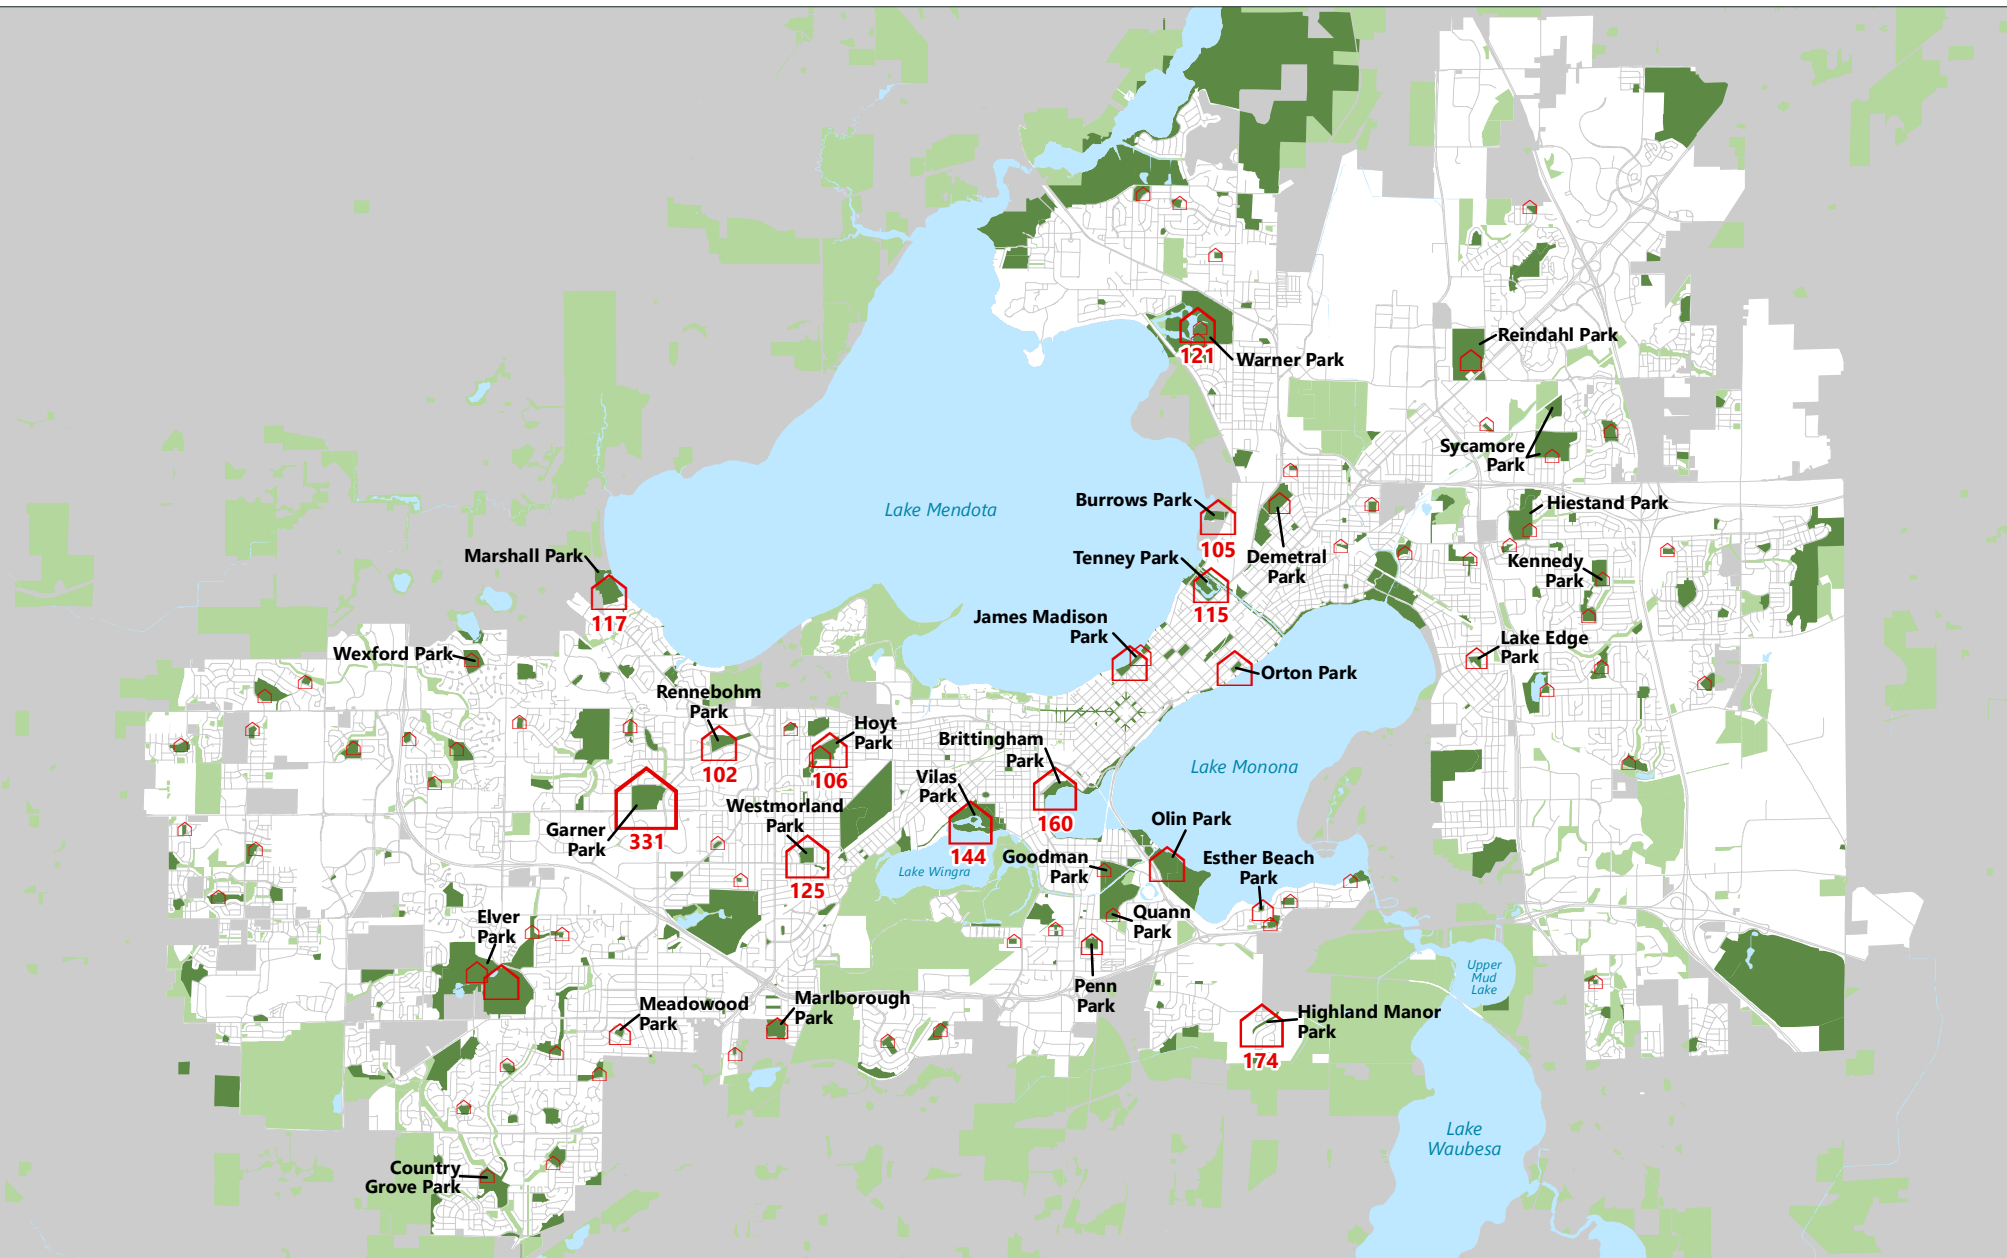 Reindahl Park
121
Warner Park
Sycamore
Park
Burrows Park
Hiestand Park
Lake Mendota
105
Marshall Park
Tenney Park
Demetral
Park
Kennedy
Park
117
115
James Madison
Park
Lake Edge
Park
Wexford Park
Orton Park
Rennebohm
Park
Hoyt
Park
Brittingham
Park
102
106
Lake Monona
Vilas
Park
Westmorland
Park
160
Olin Park
Garner
Park
331
144
Goodman
Park
Esther Beach
Park
Lake Wingra
125
Quann
Park
Elver
Park
Upper
Mud
Lake
Penn
Park
Meadowood
Park
Marlborough
Park
Highland Manor
Park
174
Lake
Waubesa
Country
Grove Park